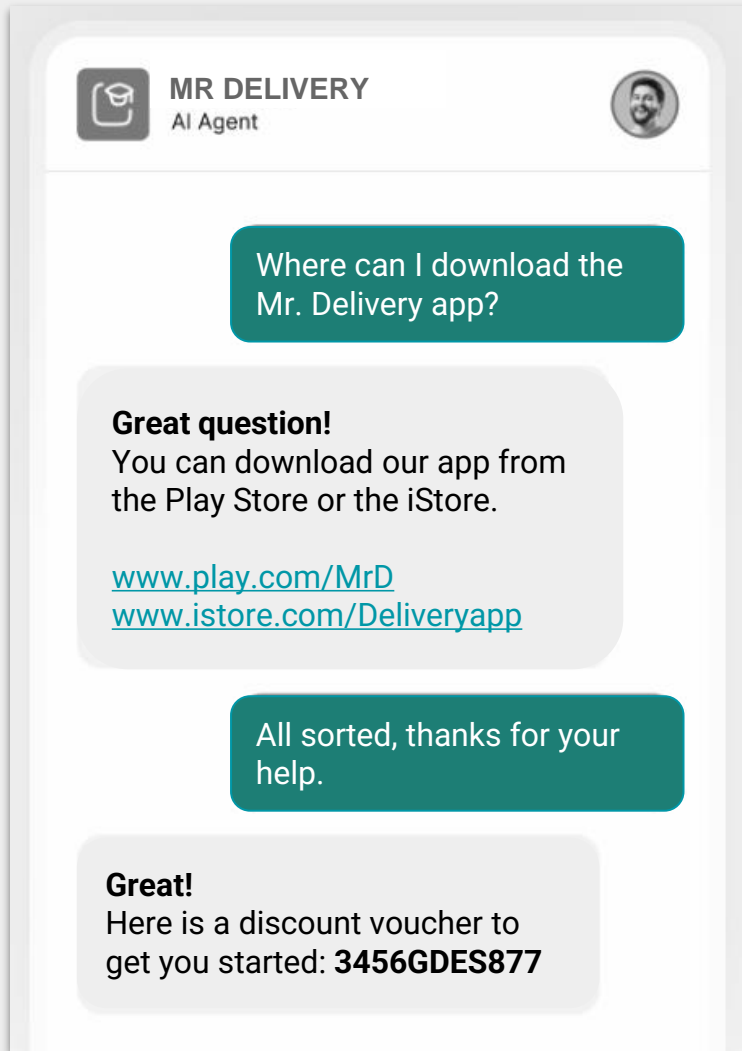 MR DELIVERY
AI Agent
Where can I download the
Mr. Delivery app?
Great question!
You can download our app from
the Play Store or the iStore.
www.play.com/MrD
www.istore.com/Deliveryapp
All sorted, thanks for your
help.
Great!
Here is a discount voucher to
get you started: 3456GDES877